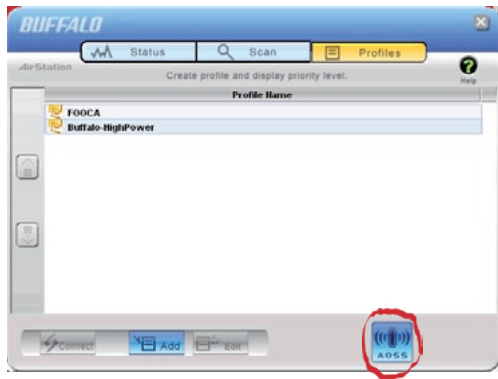 BUFFALO
Status Scan Profiles
AirStation
Create profile and display priority level.
Help
Profile Name
FOOCA
Buffalo-HighPower
Connect Add Edit
AOSS